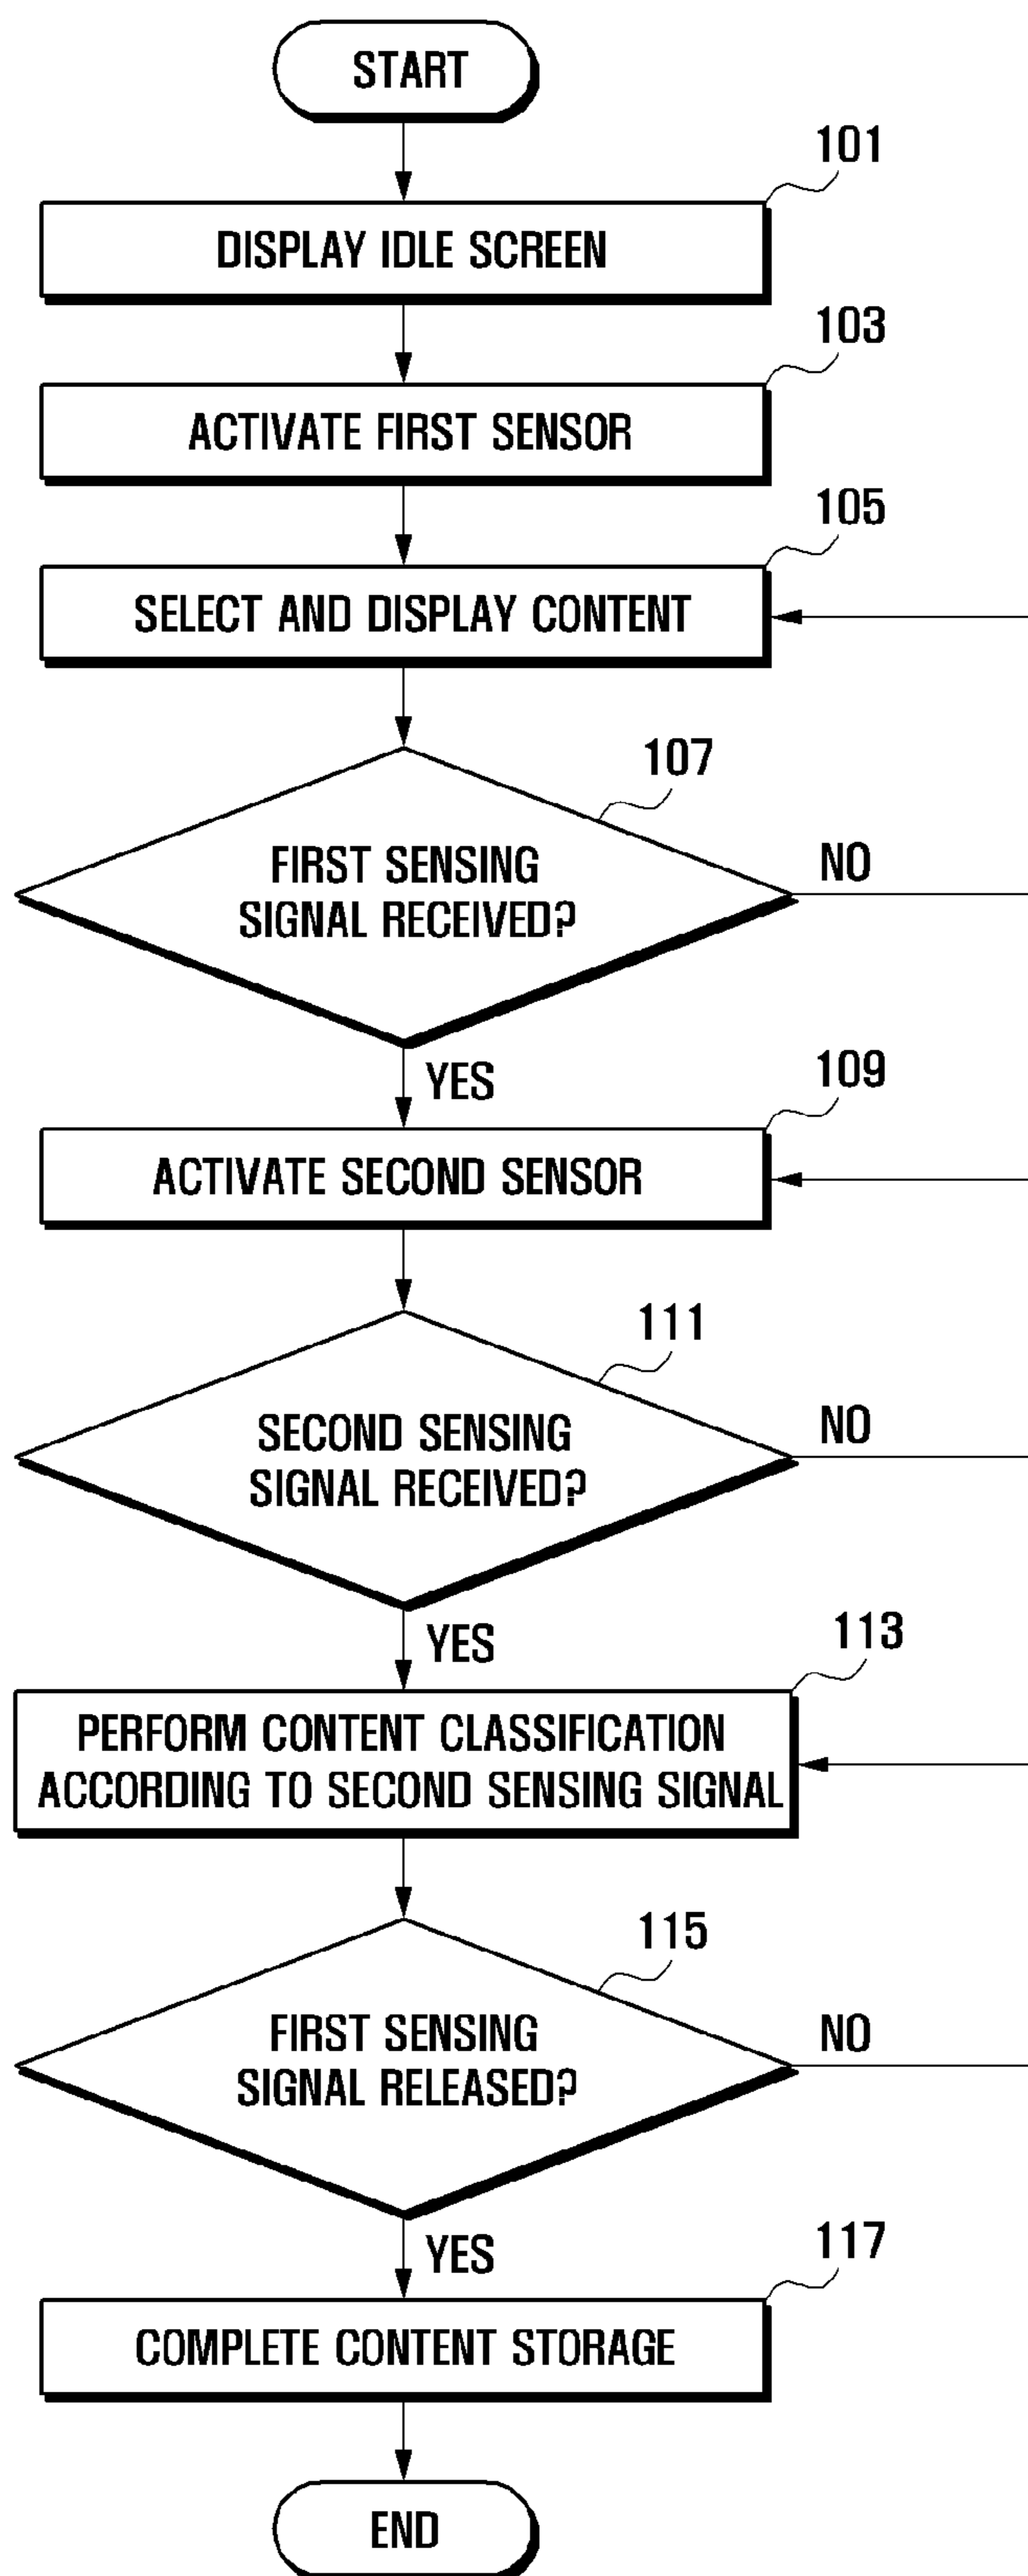 START
101
DISPLAY IDLE SCREEN
103
ACTIVATE FIRST SENSOR
105
SELECT AND DISPLAY CONTENT
107
FIRST SENSING
SIGNAL RECEIVED?
NO
YES
109
ACTIVATE SECOND SENSOR
111
SECOND SENSING
SIGNAL RECEIVED?
NO
YES
113
PERFORM CONTENT CLASSIFICATION
ACCORDING TO SECOND SENSING SIGNAL
115
FIRST SENSING
SIGNAL RELEASED?
NO
YES
117
COMPLETE CONTENT STORAGE
END